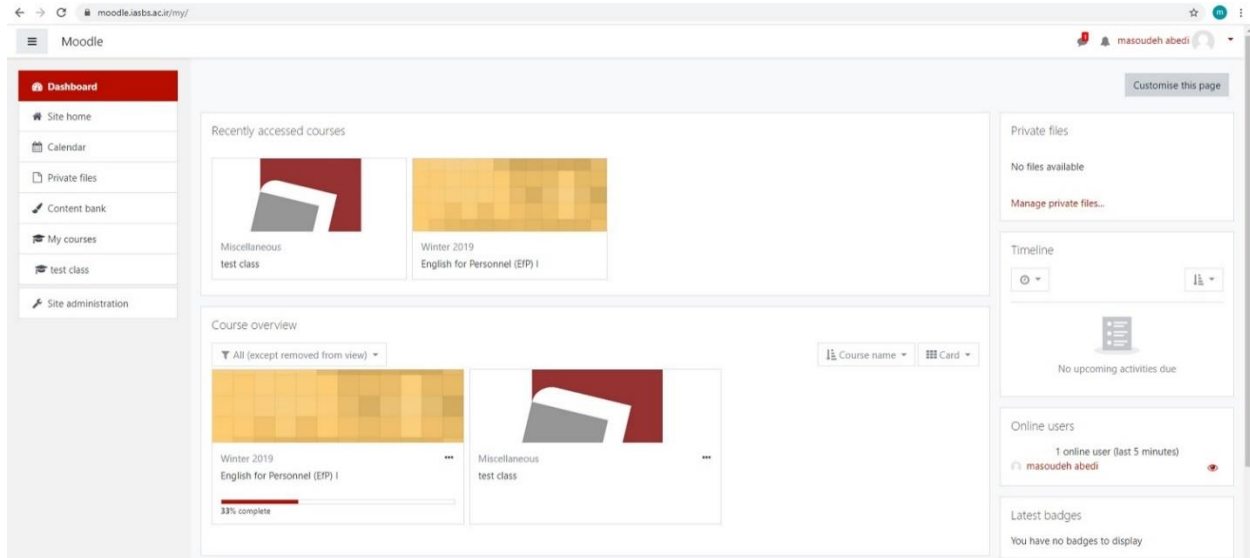 moodle.iasbs.ac.ir/my/
m
Moodle
1
masoudeh abedi
Dashboard
Site home
Calendar
Private files
Content bank
My courses
test class
Site administration
Customise this page
Recently accessed courses
Miscellaneous
test class
Winter 2019
English for Personnel (EfP) I
Course overview
All (except removed from view)
Course name
Card
Winter 2019
English for Personnel (EfP) I
33% complete
Miscellaneous
test class
Private files
No files available
Manage private files...
Timeline
No upcoming activities due
Online users
1 online user (last 5 minutes)
masoudeh abedi
Latest badges
You have no badges to display